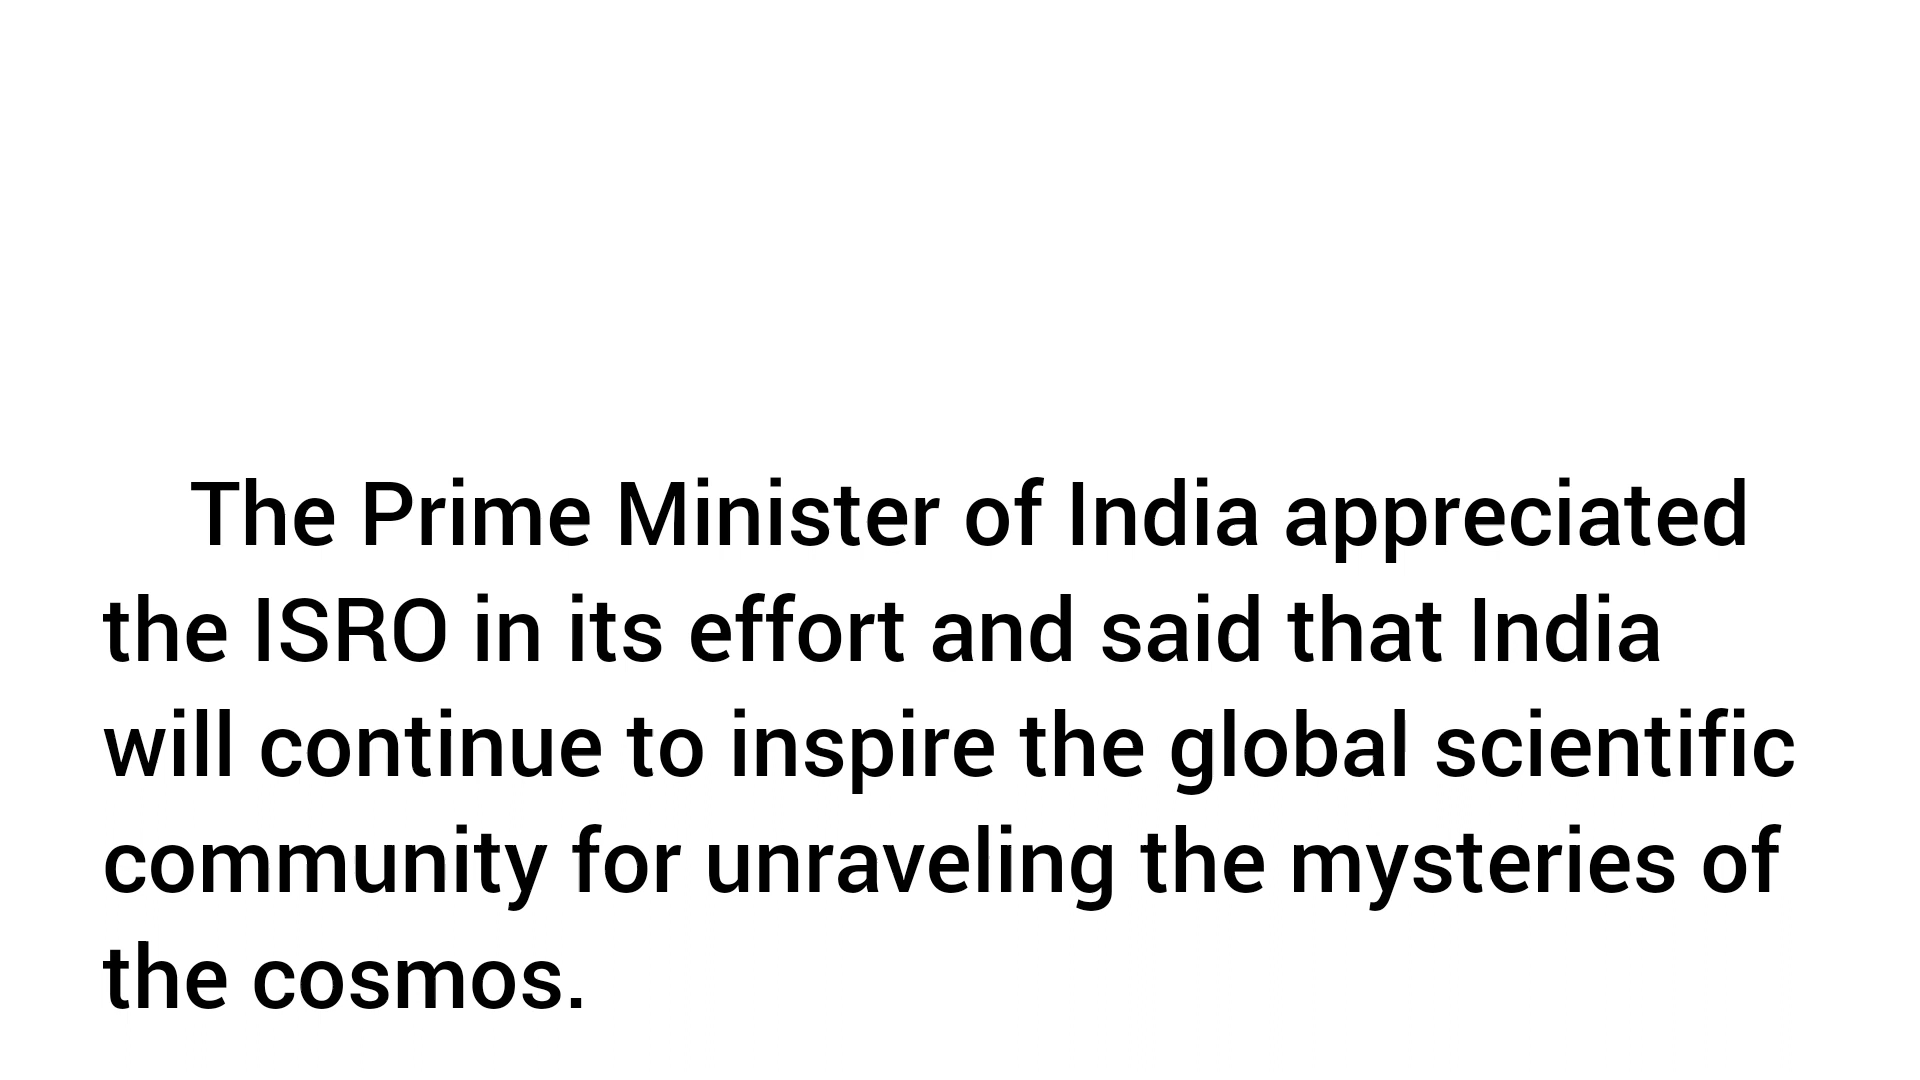 The Prime Minister of India appreciated
the ISRO in its effort and said that India
will continue to inspire the global scientific
community for unraveling the mysteries of
the cosmos.